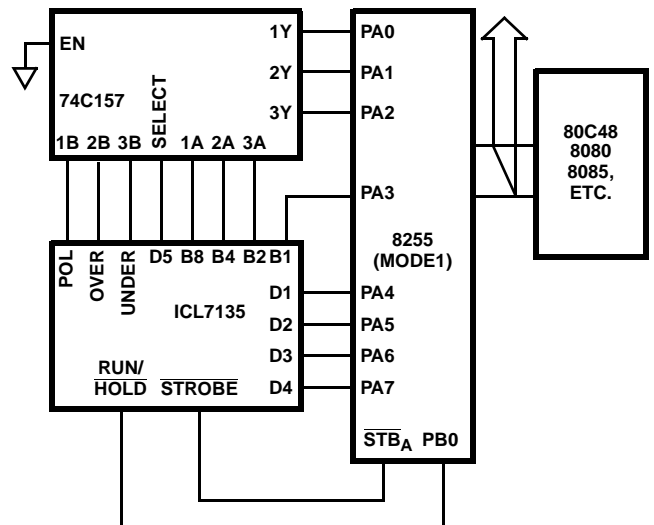 EN
1Y
2Y
3Y
74C157
SELECT
1B 2B 3B 1A 2A 3A
PA0
PA1
PA2
PA3
8255
(MODE1)
PA4
PA5
PA6
PA7
STBA PB0
80C48
8080
8085,
ETC.
POL
OVER
UNDER
D5 B8 B4 B2 B1
ICL7135
D1
D2
D3
D4
RUN/
HOLD STROBE